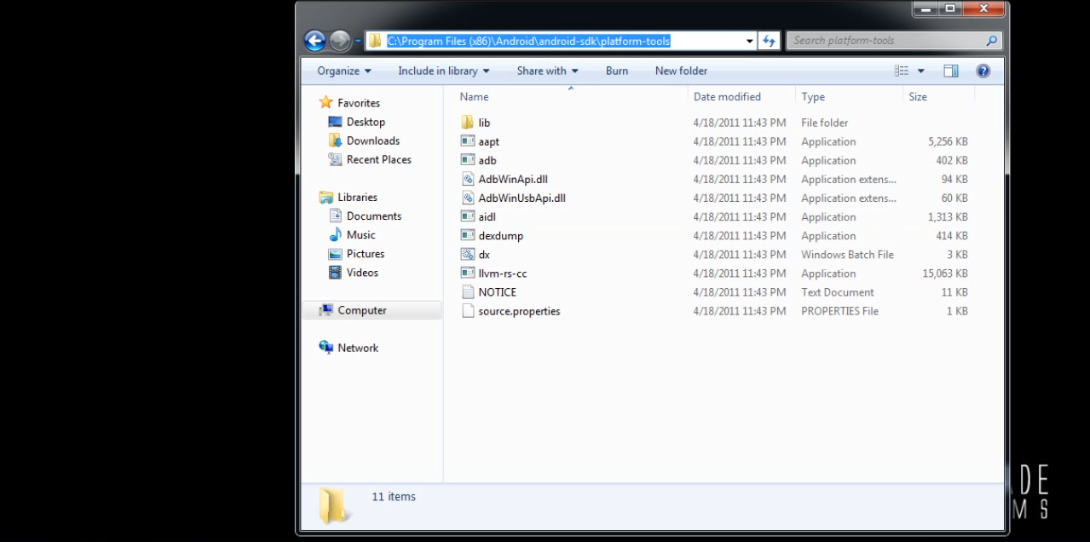 C:\Program Files (x86)\Android\android-sdk\platform-tools Search platform-tools
Organize Include in library Share with Burn New folder
Name Date modified Type Size
Favorites
Desktop
Downloads
Recent Places
Libraries
Documents
Music
Pictures
Videos
Computer
Network
lib 4/18/2011 11:43 PM File folder
aapt 4/18/2011 11:43 PM Application 5,256 KB
adb 4/18/2011 11:43 PM Application 402 KB
AdbWinApi.dll 4/18/2011 11:43 PM Application extens... 94 KB
AdbWinUsbApi.dll 4/18/2011 11:43 PM Application extens... 60 KB
aidl 4/18/2011 11:43 PM Application 1,313 KB
dexdump 4/18/2011 11:43 PM Application 414 KB
dx 4/18/2011 11:43 PM Windows Batch File 3 KB
llvm-rs-cc 4/18/2011 11:43 PM Application 15,063 KB
NOTICE 4/18/2011 11:43 PM Text Document 11 KB
source.properties 4/18/2011 11:43 PM PROPERTIES File 1 KB
11 items